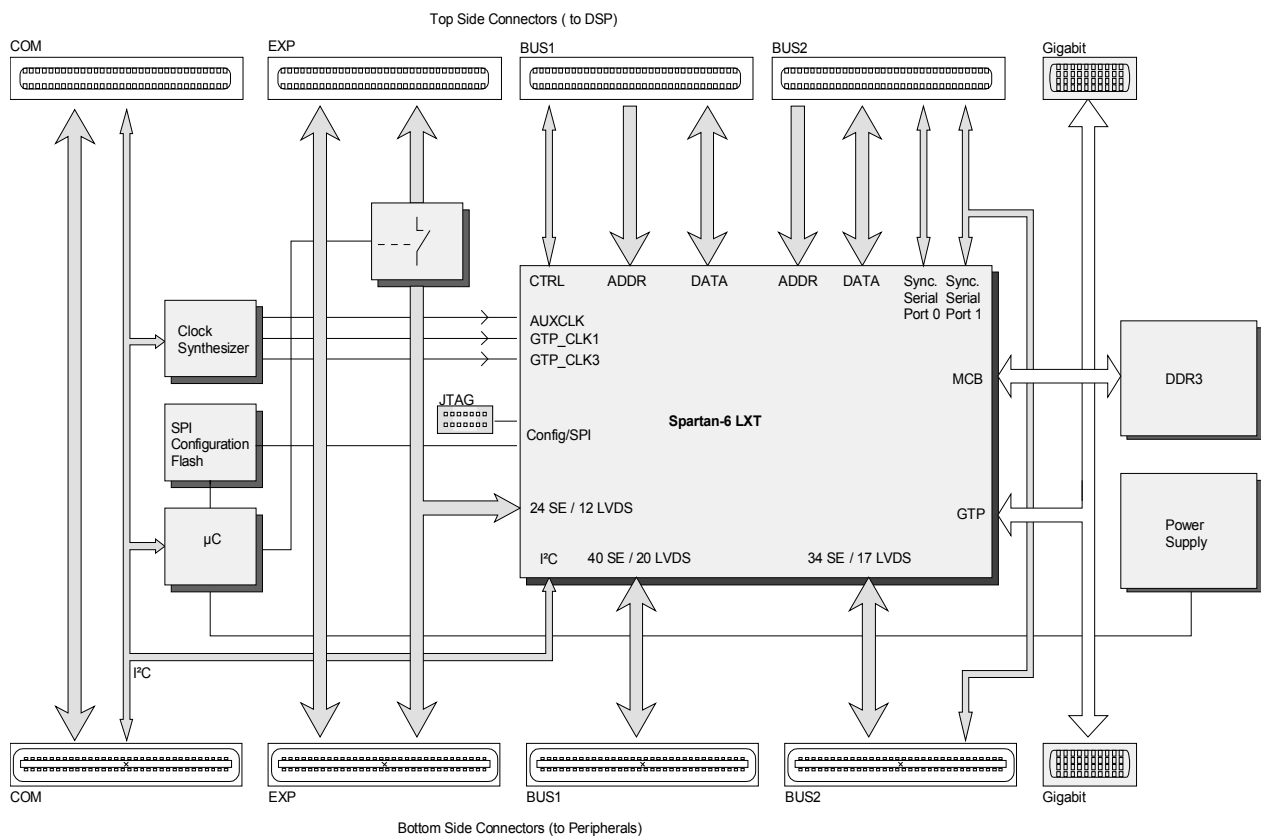 Top Side Connectors ( to DSP)
COM
EXP
BUS1
BUS2
Gigabit
CTRL
ADDR
DATA
ADDR
DATA
Sync.
Serial
Port 0
Sync.
Serial
Port 1
Clock
Synthesizer
AUXCLK
GTP_CLK1
GTP_CLK3
MCB
DDR3
JTAG
SPI
Configuration
Flash
Config/SPI
Spartan-6 LXT
24 SE / 12 LVDS
GTP
µC
Power
Supply
I²C
40 SE / 20 LVDS
34 SE / 17 LVDS
I²C
COM
EXP
BUS1
BUS2
Gigabit
Bottom Side Connectors (to Peripherals)